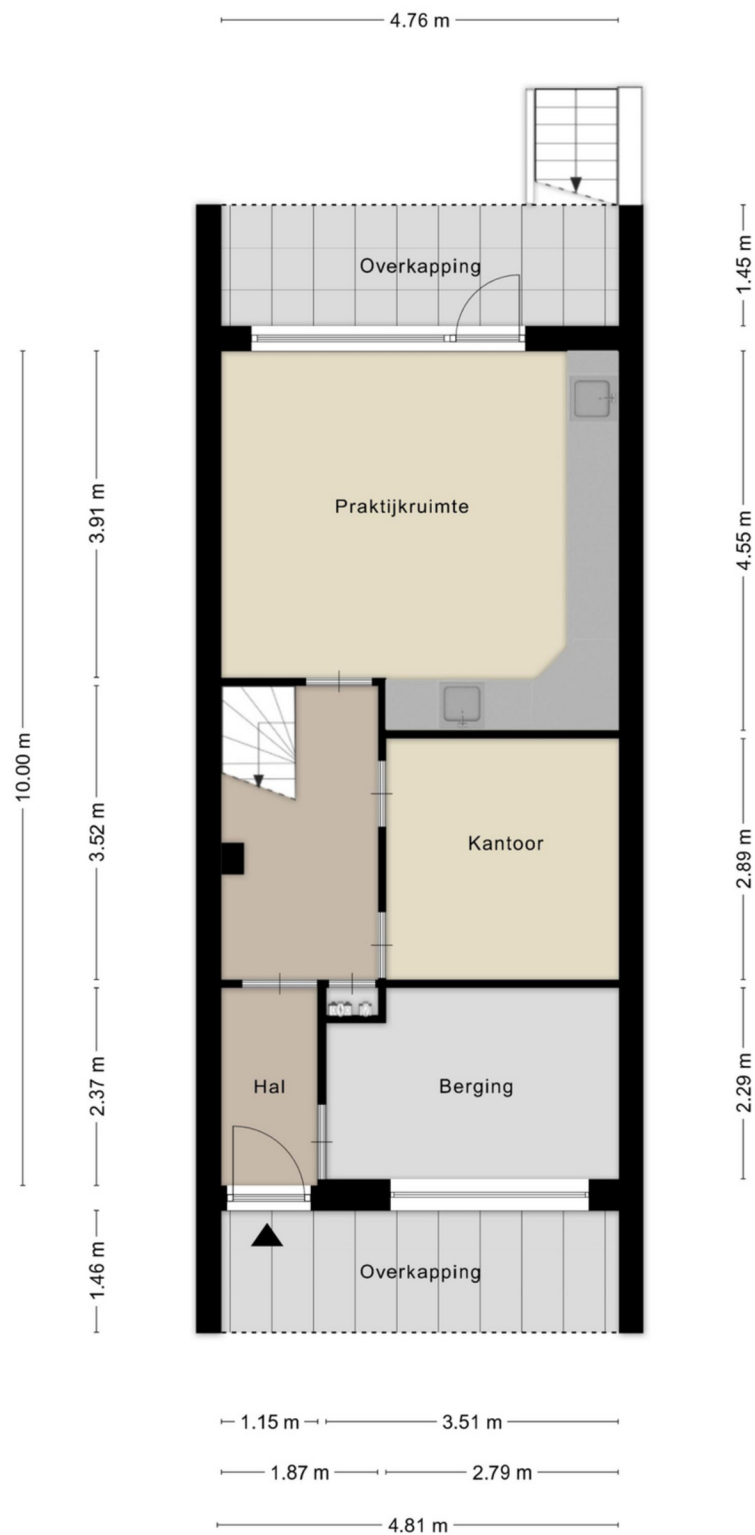 4.76 m
Overkapping
1.45 m
Praktijkruimte
3.91 m
4.55 m
10.00 m
3.52 m
Kantoor
2.89 m
Hal
Berging
2.37 m
2.29 m
Overkapping
1.46 m
1.15 m
3.51 m
1.87 m
2.79 m
4.81 m